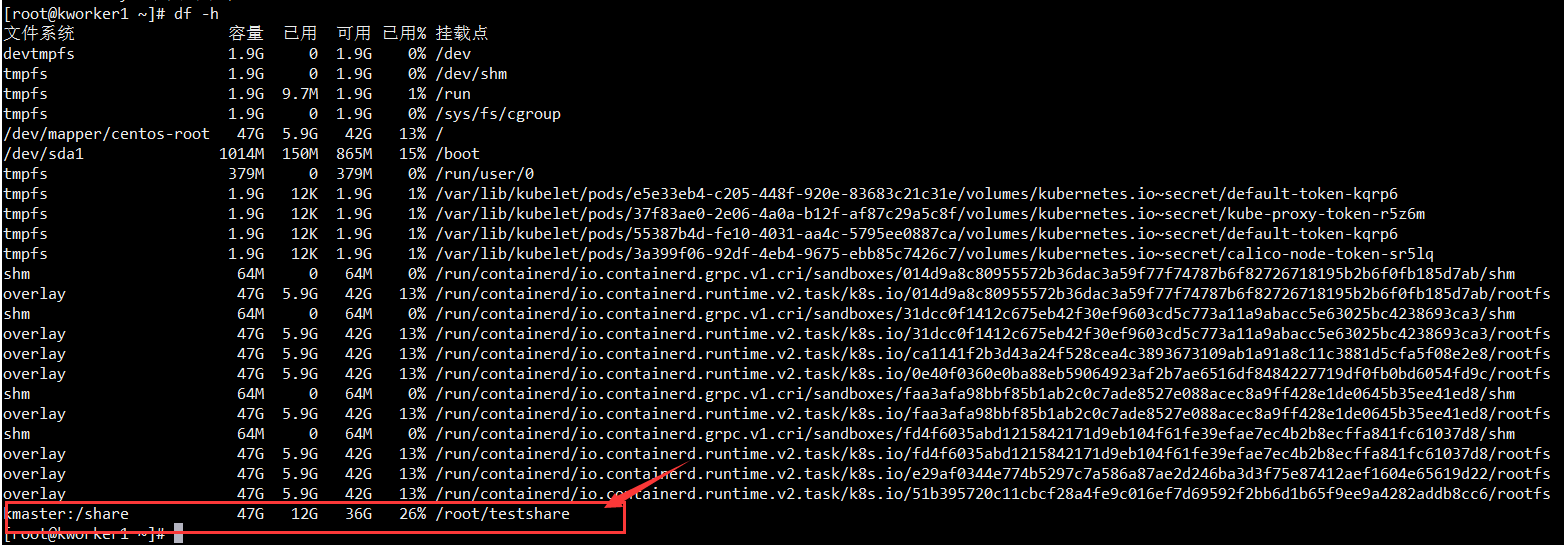 [root@kworker1 ~]# df -h
文件系统 容量 已用 可用 已用% 挂载点
devtmpfs 1.9G 0 1.9G 0% /dev
tmpfs 1.9G 0 1.9G 0% /dev/shm
tmpfs 1.9G 9.7M 1.9G 1% /run
tmpfs 1.9G 0 1.9G 0% /sys/fs/cgroup
/dev/mapper/centos-root 47G 5.9G 42G 13% /
/dev/sda1 1014M 150M 865M 15% /boot
tmpfs 379M 0 379M 0% /run/user/0
tmpfs 1.9G 12K 1.9G 1% /var/lib/kubelet/pods/e5e33eb4-c205-448f-920e-83683c21c31e/volumes/kubernetes.io~secret/default-token-kqrp6
tmpfs 1.9G 12K 1.9G 1% /var/lib/kubelet/pods/37f83ae0-2e06-4a0a-b12f-af87c29a5c8f/volumes/kubernetes.io~secret/kube-proxy-token-r5z6m
tmpfs 1.9G 12K 1.9G 1% /var/lib/kubelet/pods/55387b4d-fe10-4031-aa4c-5795ee0887ca/volumes/kubernetes.io~secret/default-token-kqrp6
tmpfs 1.9G 12K 1.9G 1% /var/lib/kubelet/pods/3a399f06-92df-4eb4-9675-ebb85c7426c7/volumes/kubernetes.io~secret/calico-node-token-sr5lq
shm 64M 0 64M 0% /run/containerd/io.containerd.grpc.v1.cri/sandboxes/014d9a8c80955572b36dac3a59f77f74787b6f82726718195b2b6f0fb185d7ab/shm
overlay 47G 5.9G 42G 13% /run/containerd/io.containerd.runtime.v2.task/k8s.io/014d9a8c80955572b36dac3a59f77f74787b6f82726718195b2b6f0fb185d7ab/rootfs
shm 64M 0 64M 0% /run/containerd/io.containerd.grpc.v1.cri/sandboxes/31dcc0f1412c675eb42f30ef9603cd5c773a11a9abacc5e63025bc4238693ca3/shm
overlay 47G 5.9G 42G 13% /run/containerd/io.containerd.runtime.v2.task/k8s.io/31dcc0f1412c675eb42f30ef9603cd5c773a11a9abacc5e63025bc4238693ca3/rootfs
overlay 47G 5.9G 42G 13% /run/containerd/io.containerd.runtime.v2.task/k8s.io/ca1141f2b3d43a24f528cea4c3893673109ab1a91a8c11c3881d5cfa5f08e2e8/rootfs
overlay 47G 5.9G 42G 13% /run/containerd/io.containerd.runtime.v2.task/k8s.io/0e40f0360e0ba88eb59064923af2b7ae6516df8484227719df0fb0bd6054fd9c/rootfs
shm 64M 0 64M 0% /run/containerd/io.containerd.grpc.v1.cri/sandboxes/faa3afa98bbf85b1ab2c0c7ade8527e088acec8a9ff428e1de0645b35ee41ed8/shm
overlay 47G 5.9G 42G 13% /run/containerd/io.containerd.runtime.v2.task/k8s.io/faa3afa98bbf85b1ab2c0c7ade8527e088acec8a9ff428e1de0645b35ee41ed8/rootfs
shm 64M 0 64M 0% /run/containerd/io.containerd.grpc.v1.cri/sandboxes/fd4f6035abd1215842171d9eb104f61fe39efae7ec4b2b8ecffa841fc61037d8/shm
overlay 47G 5.9G 42G 13% /run/containerd/io.containerd.runtime.v2.task/k8s.io/fd4f6035abd1215842171d9eb104f61fe39efae7ec4b2b8ecffa841fc61037d8/rootfs
overlay 47G 5.9G 42G 13% /run/containerd/io.containerd.runtime.v2.task/k8s.io/e29af0344e774b5297c7a586a87ae2d246ba3d3f75e87412aef1604e65619d22/rootfs
overlay 47G 5.9G 42G 13% /run/containerd/io.containerd.runtime.v2.task/k8s.io/51b395720c11cbcf28a4fe9c016ef7d69592f2bb6d1b65f9ee9a4282addb8cc6/rootfs
kmaster:/share 47G 12G 36G 26% /root/testshare
[root@kworker1 ~]#